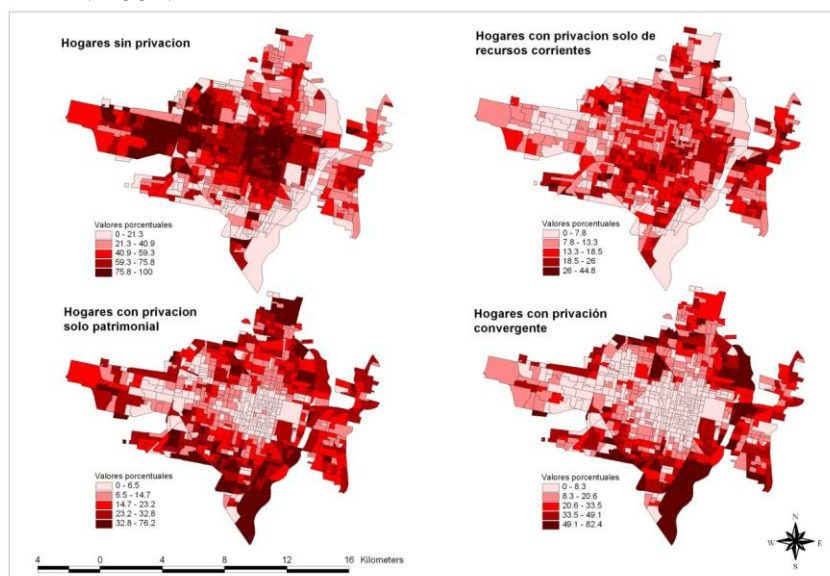 Hogares sin privacion
Valores porcentuales
0 - 21.3
21.3 - 40.9
40.9 - 59.3
59.3 - 75.8
75.8 - 100
Hogares con privacion solo de
recursos corrientes
Valores porcentuales
0 - 7.8
7.8 - 13.3
13.3 - 18.5
18.5 - 26
26 - 44.8
Hogares con privacion
solo patrimonial
Valores porcentuales
0 - 6.5
6.5 - 14.7
14.7 - 23.2
23.2 - 32.8
32.8 - 76.2
Hogares con privación
convergente
Valores porcentuales
0 - 8.3
8.3 - 20.6
20.6 - 33.5
33.5 - 49.1
49.1 - 82.4
4 0 4 8 12 16 Kilometers
N
W E
S